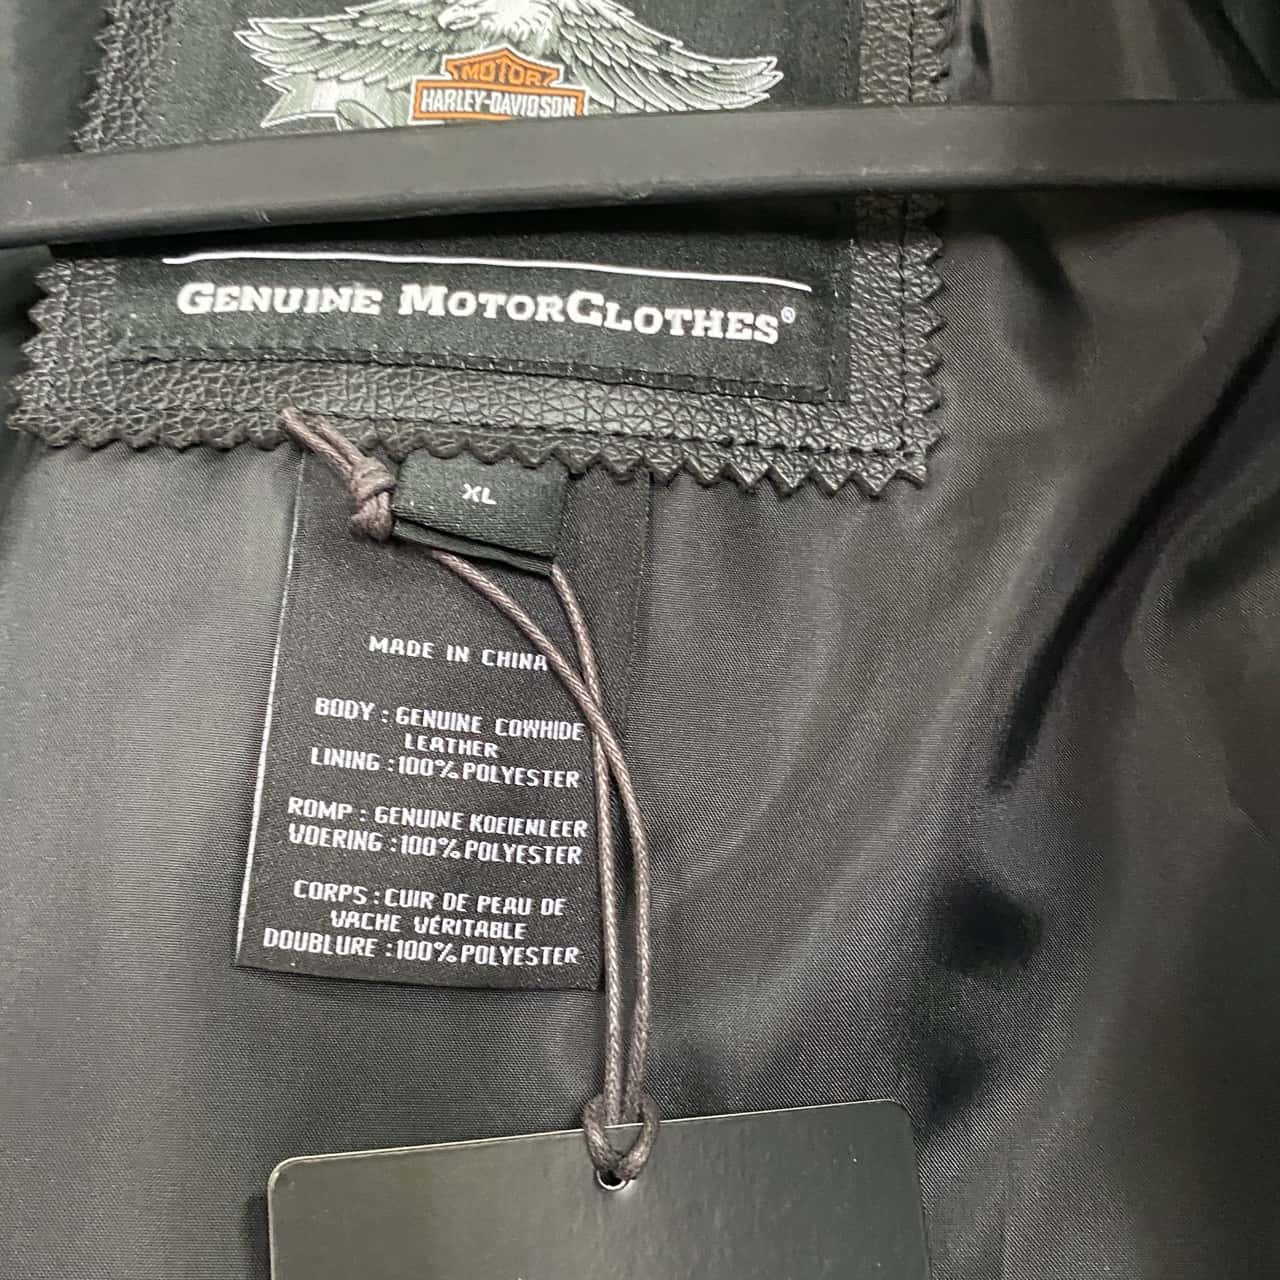 MOTOR
HARLEY-DAVIDSON
GENUINE MOTORCLOTHES®
XL
MADE IN CHINA
BODY : GENUINE COWHIDE
LEATHER
LINING :100% POLYESTER
ROMP : GENUINE KOEIENLEER
VOERING :100% POLYESTER
CORPS : CUIR DE PEAU DE
VACHE VÉRITABLE
DOUBLURE :100% POLYESTER